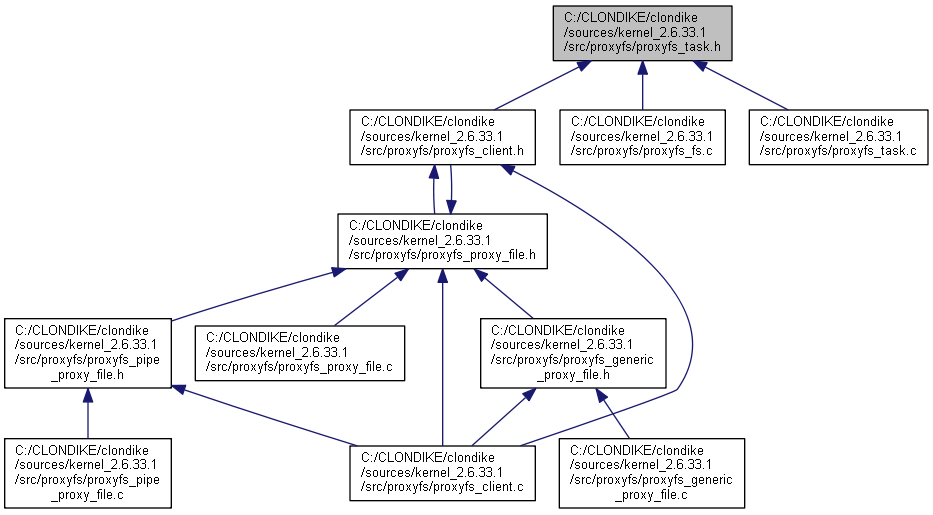 C:/CLONDIKE/clondike
/sources/kernel_2.6.33.1
/src/proxyfs/proxyfs_task.h
C:/CLONDIKE/clondike
/sources/kernel_2.6.33.1
/src/proxyfs/proxyfs_client.h
C:/CLONDIKE/clondike
/sources/kernel_2.6.33.1
/src/proxyfs/proxyfs_fs.c
C:/CLONDIKE/clondike
/sources/kernel_2.6.33.1
/src/proxyfs/proxyfs_task.c
C:/CLONDIKE/clondike
/sources/kernel_2.6.33.1
/src/proxyfs/proxyfs_proxy_file.h
C:/CLONDIKE/clondike
/sources/kernel_2.6.33.1
/src/proxyfs/proxyfs_pipe
_proxy_file.h
C:/CLONDIKE/clondike
/sources/kernel_2.6.33.1
/src/proxyfs/proxyfs_proxy_file.c
C:/CLONDIKE/clondike
/sources/kernel_2.6.33.1
/src/proxyfs/proxyfs_generic
_proxy_file.h
C:/CLONDIKE/clondike
/sources/kernel_2.6.33.1
/src/proxyfs/proxyfs_pipe
_proxy_file.c
C:/CLONDIKE/clondike
/sources/kernel_2.6.33.1
/src/proxyfs/proxyfs_client.c
C:/CLONDIKE/clondike
/sources/kernel_2.6.33.1
/src/proxyfs/proxyfs_generic
_proxy_file.c